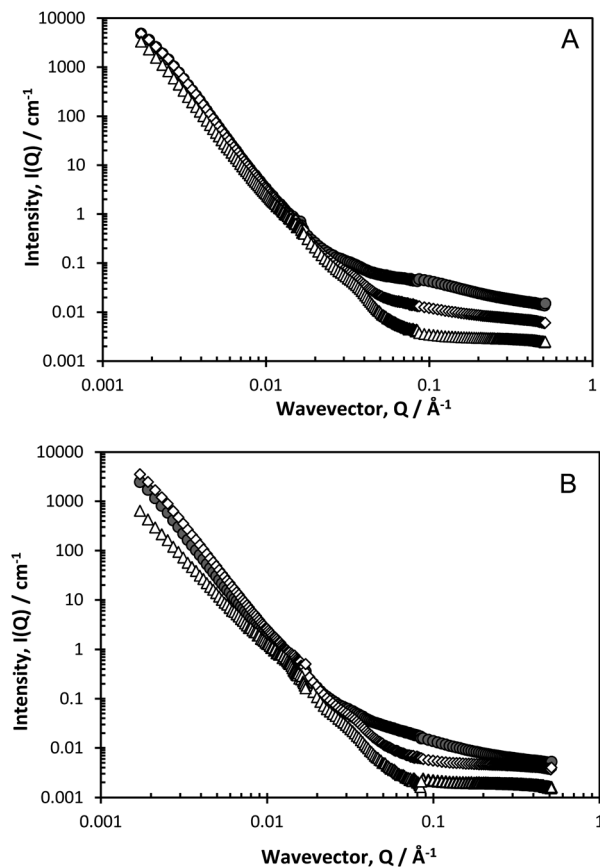 A
10000
1000
100
10
1
0.1
0.01
0.001
Intensity, I(Q) / cm⁻¹
0.001 0.01 0.1 1
Wavevector, Q / Å⁻¹
B
10000
1000
100
10
1
0.1
0.01
0.001
Intensity, I(Q) / cm⁻¹
0.001 0.01 0.1 1
Wavevector, Q / Å⁻¹